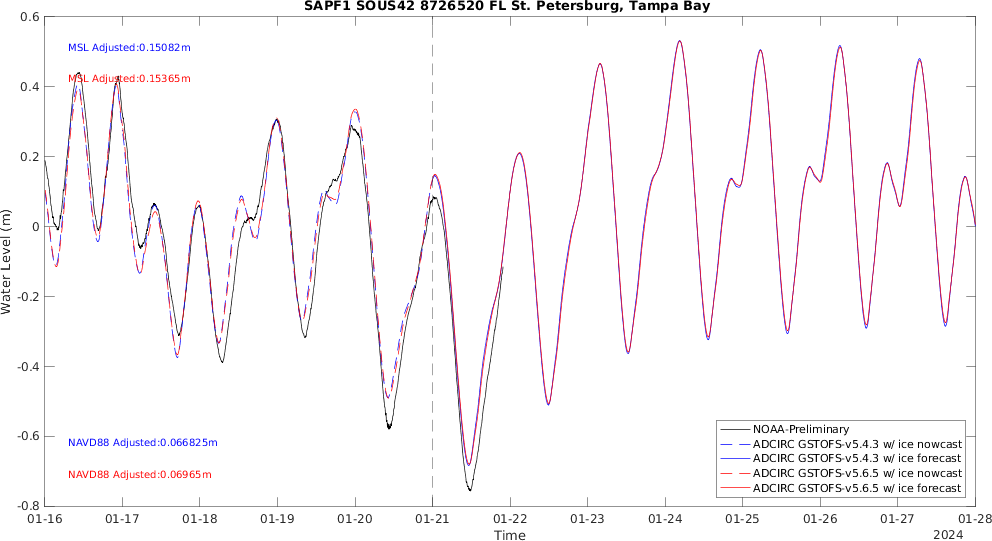 SAPF1 SOUS42 8726520 FL St. Petersburg, Tampa Bay
0.6
0.4
0.2
0
-0.2
-0.4
-0.6
-0.8
Water Level (m)
MSL Adjusted:0.15082m
MSL Adjusted:0.15365m
NAVD88 Adjusted:0.066825m
NAVD88 Adjusted:0.06965m
NOAA-Preliminary
ADCIRC GSTOFS-v5.4.3 w/ ice nowcast
ADCIRC GSTOFS-v5.4.3 w/ ice forecast
ADCIRC GSTOFS-v5.6.5 w/ ice nowcast
ADCIRC GSTOFS-v5.6.5 w/ ice forecast
01-16 01-17 01-18 01-19 01-20 01-21 01-22 01-23 01-24 01-25 01-26 01-27 01-28
Time
2024